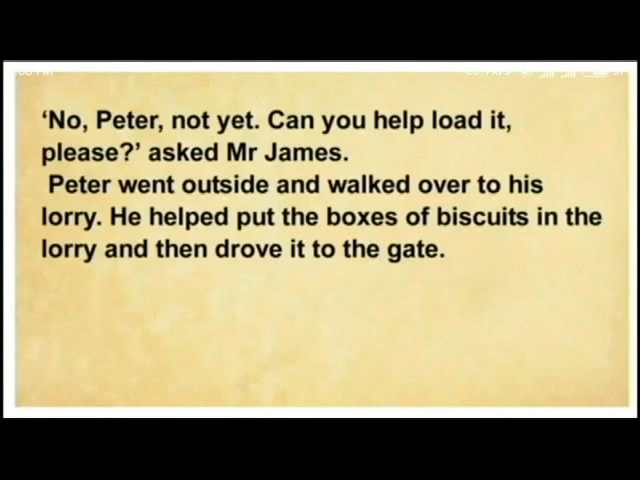 ‘No, Peter, not yet. Can you help load it,
please?’ asked Mr James.
Peter went outside and walked over to his
lorry. He helped put the boxes of biscuits in the
lorry and then drove it to the gate.